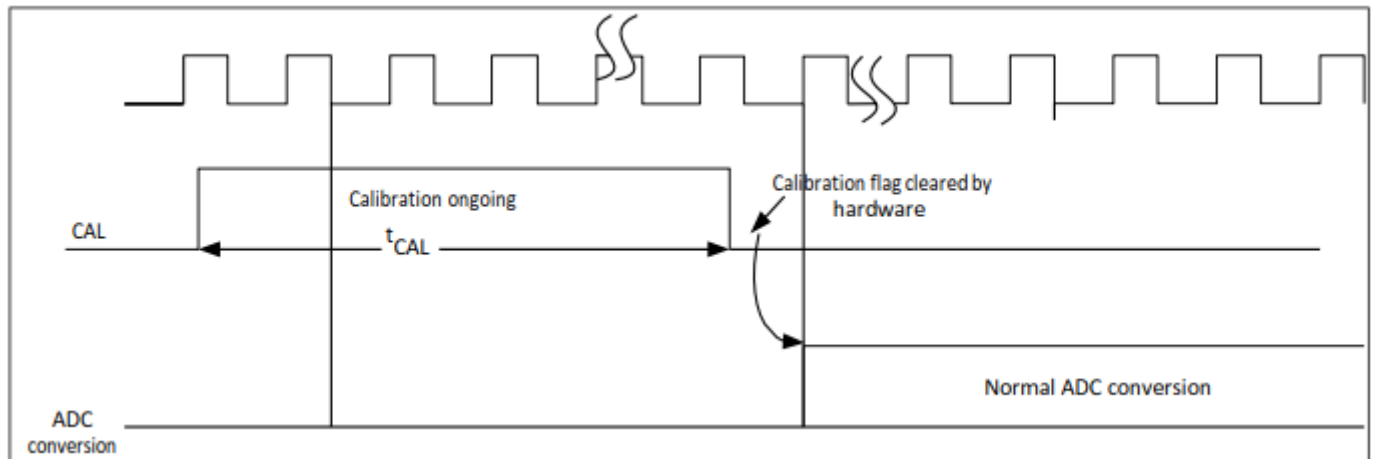 Calibration ongoing
Calibration flag cleared by
hardware
CAL
tCAL
Normal ADC conversion
ADC
conversion